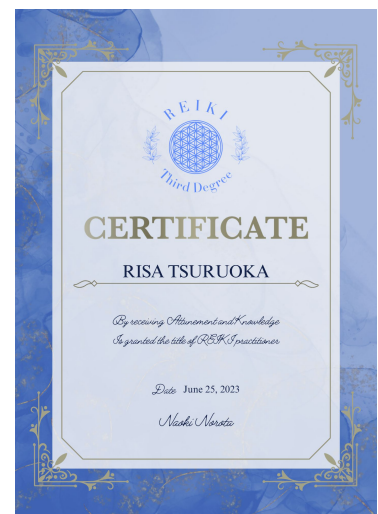 REIKI
Third Degree
CERTIFICATE
RISA TSURUOKA
By receiving Attunement and Knowledge
Is granted the title of REIKI practitioner
Date June 25, 2023
Naoki Norota